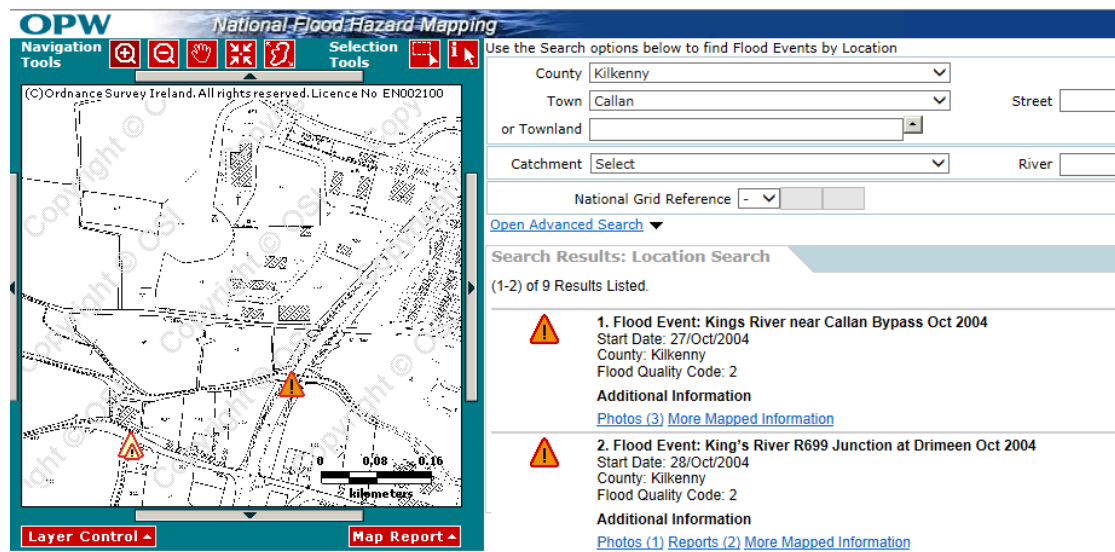 OPW
National Flood Hazard Mapping
Navigation Tools
Selection Tools
(C)Ordnance Survey Ireland. All rights reserved. Licence No EN002100
Copyright © OSI
0 0.08 0.16
kilometers
Layer Control
Map Report
Use the Search options below to find Flood Events by Location
County Kilkenny
Town Callan
Street
or Townland
Catchment Select
River
National Grid Reference -
Open Advanced Search
Search Results: Location Search
(1-2) of 9 Results Listed.
1. Flood Event: Kings River near Callan Bypass Oct 2004
Start Date: 27/Oct/2004
County: Kilkenny
Flood Quality Code: 2
Additional Information
Photos (3) More Mapped Information
2. Flood Event: King's River R699 Junction at Drimeen Oct 2004
Start Date: 28/Oct/2004
County: Kilkenny
Flood Quality Code: 2
Additional Information
Photos (1) Reports (2) More Mapped Information